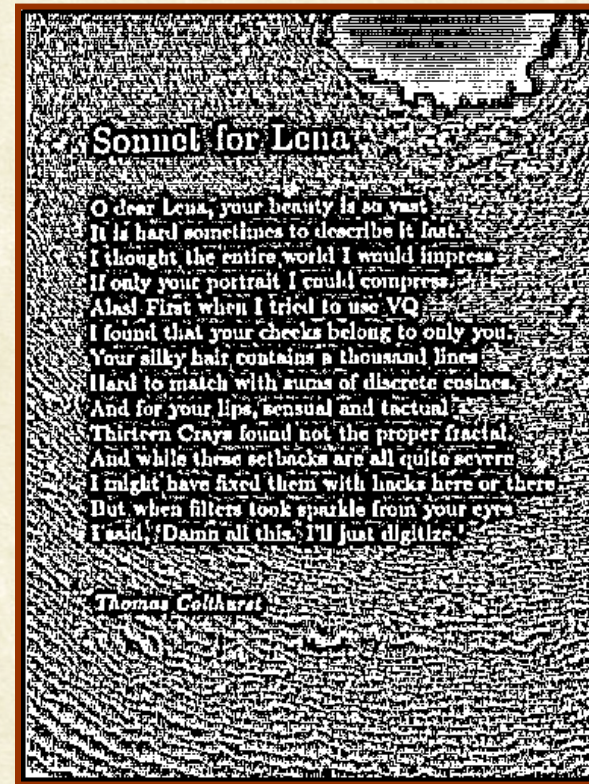 Sonnet for Lena
O dear Lena, your beauty is so vast
It is hard sometimes to describe it fast.
I thought the entire world I would impress
If only your portrait I could compress.
Alas! First when I tried to use VQ
I found that your cheeks belong to only you.
Your silky hair contains a thousand lines
Hard to match with sums of discrete cosines.
And for your lips, sensual and tactual
Thirteen Crays found not the proper fractal.
And while these setbacks are all quite severe
I might have fixed them with hacks here or there
But when filters took sparkle from your eyes
I said, 'Damn all this. I'll just digitize.'
Thomas Colthurst